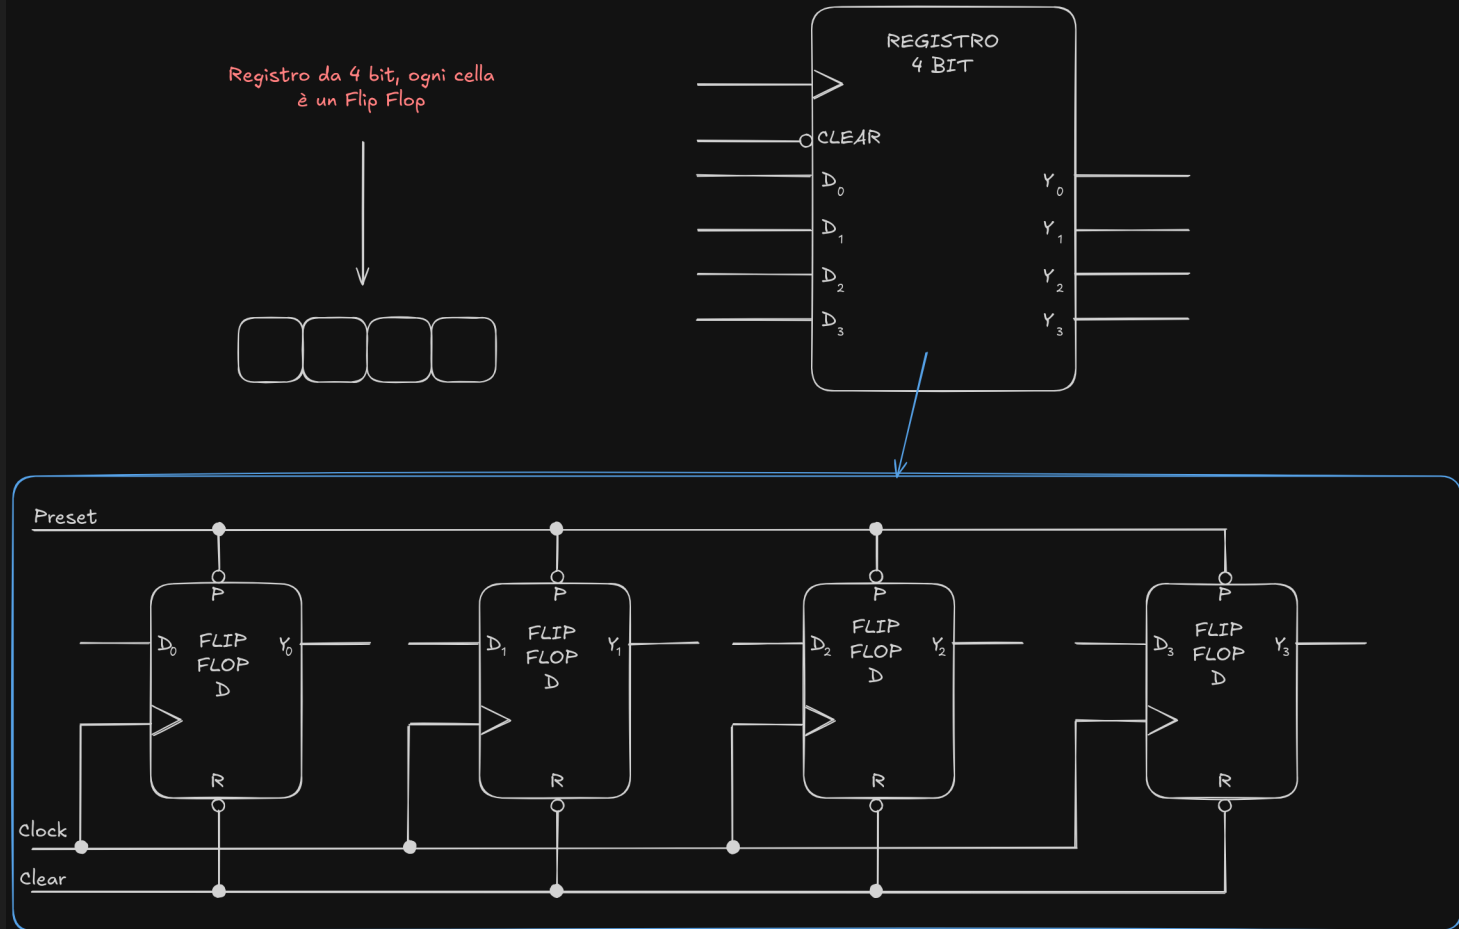 REGISTRO
4 BIT
Registro da 4 bit, ogni cella
è un Flip Flop
CLEAR
D0
Y0
D1
Y1
D2
Y2
D3
Y3
Preset
P
P
P
P
D0
FLIP
FLOP
D
Y0
D1
FLIP
FLOP
D
Y1
D2
FLIP
FLOP
D
Y2
D3
FLIP
FLOP
D
Y3
R
R
R
R
Clock
Clear